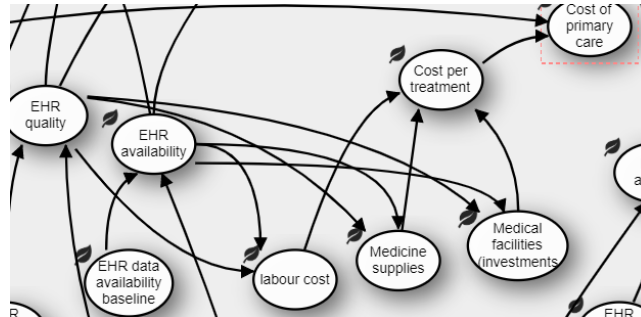 Cost of
primary
care
Cost per
treatment
EHR
quality
EHR
availability
Medical
facilities
(investments
Medicine
supplies
labour cost
EHR data
availability
baseline
R
a
EHR